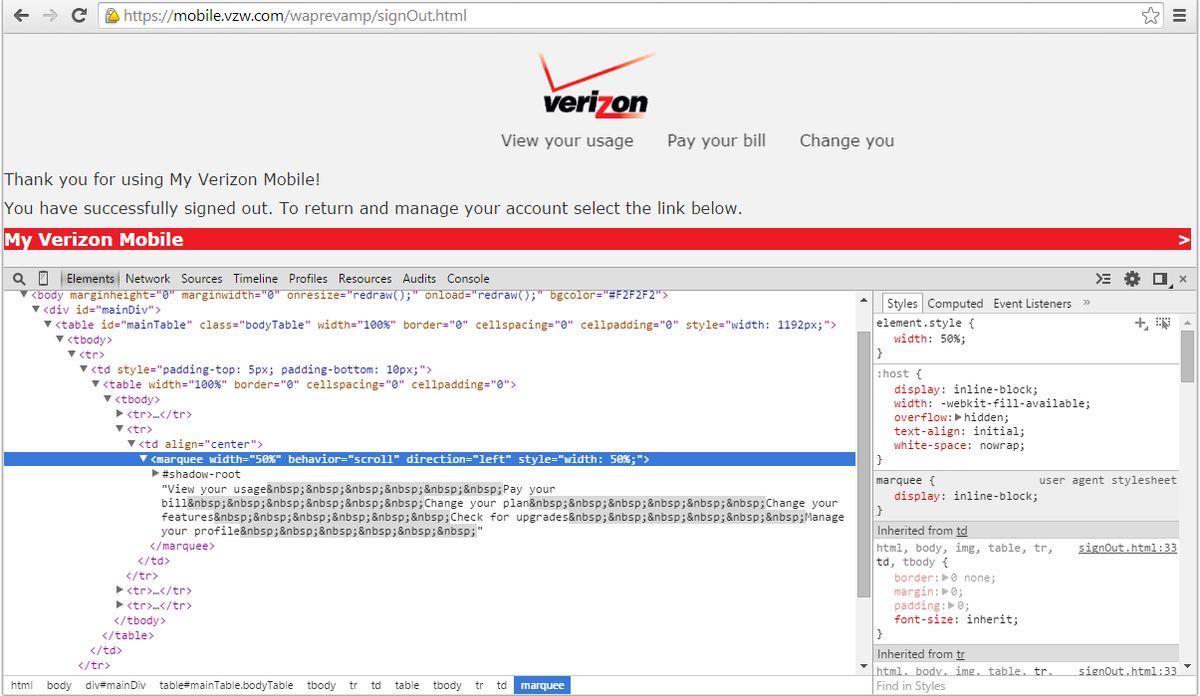 https://mobile.vzw.com/waprevamp/signOut.html
verizon
View your usage Pay your bill Change you
Thank you for using My Verizon Mobile!
You have successfully signed out. To return and manage your account select the link below.
My Verizon Mobile >
Elements Network Sources Timeline Profiles Resources Audits Console
<body marginheight="0" marginwidth="0" onresize="redraw();" onload="redraw();" bgcolor="#F2F2F2">
<div id="mainDiv">
<table id="mainTable" class="bodyTable" width="100%" border="0" cellspacing="0" cellpadding="0" style="width: 1192px;">
<tbody>
<tr>
<td style="padding-top: 5px; padding-bottom: 10px;">
<table width="100%" border="0" cellspacing="0" cellpadding="0">
<tbody>
<tr>…</tr>
<tr>
<td align="center">
<marquee width="50%" behavior="scroll" direction="left" style="width: 50%;">
#shadow-root
"View your usage&nbsp;&nbsp;&nbsp;&nbsp;&nbsp;&nbsp;Pay your
bill&nbsp;&nbsp;&nbsp;&nbsp;&nbsp;&nbsp;Change your plan&nbsp;&nbsp;&nbsp;&nbsp;&nbsp;&nbsp;Change your
features&nbsp;&nbsp;&nbsp;&nbsp;&nbsp;&nbsp;Check for upgrades&nbsp;&nbsp;&nbsp;&nbsp;&nbsp;&nbsp;Manage
your profile&nbsp;&nbsp;&nbsp;&nbsp;&nbsp;&nbsp;"
</marquee>
</td>
</tr>
<tr>…</tr>
<tr>…</tr>
</tbody>
</table>
</td>
</tr>
Styles Computed Event Listeners »
element.style {
width: 50%;
}
:host {
display: inline-block;
width: -webkit-fill-available;
overflow: hidden;
text-align: initial;
white-space: nowrap;
}
marquee { user agent stylesheet
display: inline-block;
}
Inherited from td
html, body, img, table, tr, signOut.html:33
td, tbody {
border: 0 none;
margin: 0;
padding: 0;
font-size: inherit;
}
Inherited from tr
html, body, img, table, tr, signOut.html:33
html body div#mainDiv table#mainTable.bodyTable tbody tr td table tbody tr td marquee
Find in Styles